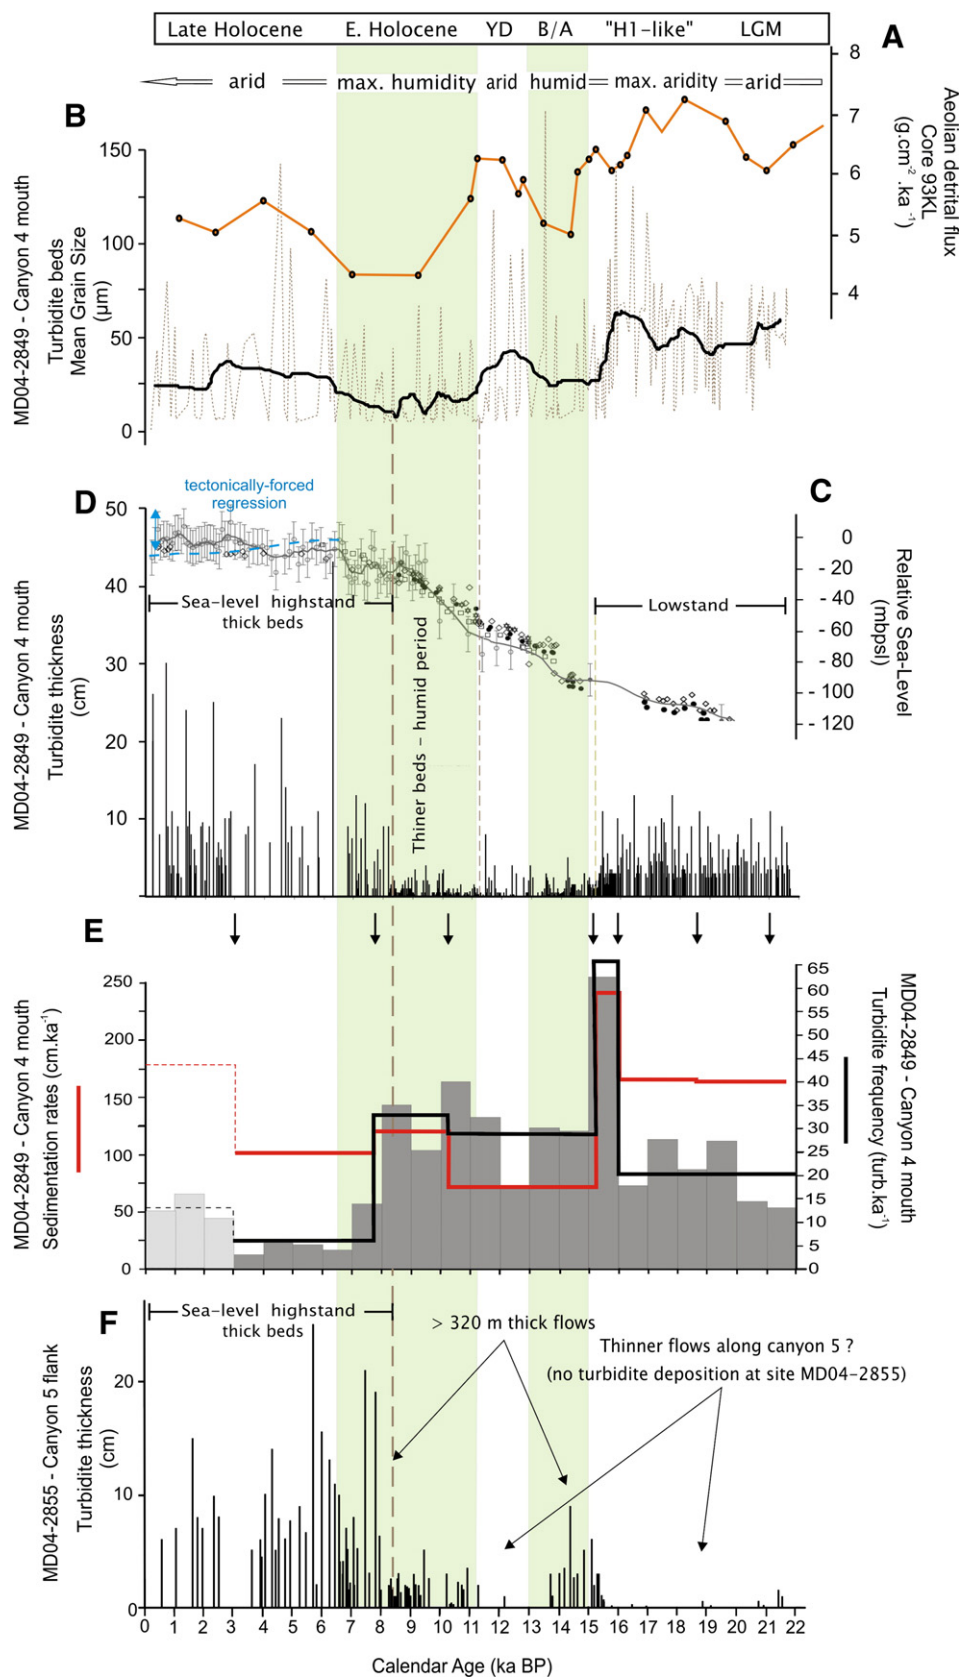 Late Holocene E. Holocene YD B/A "H1-like" LGM
A
arid max. humidity arid humid max. aridity arid
B
MD04-2849 - Canyon 4 mouth
Turbidite beds
Mean Grain Size
(µm)
150
100
50
0
8
7
6
5
4
Aeolian detrital flux
Core 93KL
(g.cm⁻².ka⁻¹)
D
C
tectonically-forced
regression
MD04-2849 - Canyon 4 mouth
Turbidite thickness
(cm)
50
40
30
20
10
Sea-level highstand
thick beds
Thiner beds - humid period
Lowstand
0
- 20
- 40
- 60
- 80
- 100
- 120
Relative Sea-Level
(mbpsl)
E
MD04-2849 - Canyon 4 mouth
Sedimentation rates (cm.ka⁻¹)
250
200
150
100
50
0
65
60
55
50
45
40
35
30
25
20
15
10
5
0
MD04-2849 - Canyon 4 mouth
Turbidite frequency (turb.ka⁻¹)
F
Sea-level highstand
thick beds
> 320 m thick flows
Thinner flows along canyon 5 ?
(no turbidite deposition at site MD04-2855)
MD04-2855 - Canyon 5 flank
Turbidite thickness
(cm)
20
10
0
0 1 2 3 4 5 6 7 8 9 10 11 12 13 14 15 16 17 18 19 20 21 22
Calendar Age (ka BP)